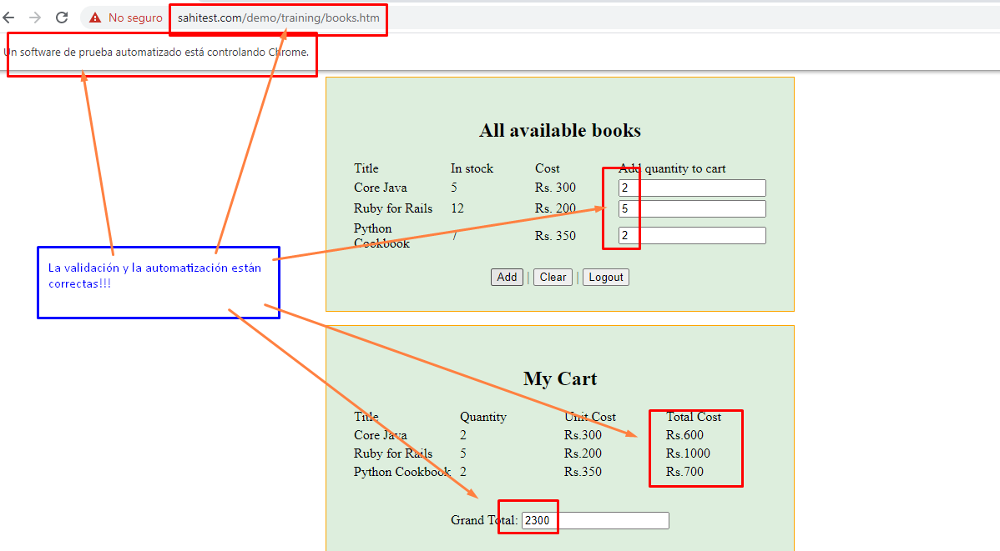 No seguro sahitest.com/demo/training/books.htm
Un software de prueba automatizado está controlando Chrome.
All available books
Title In stock Cost Add quantity to cart
Core Java 5 Rs. 300 2
Ruby for Rails 12 Rs. 200 5
Python
Cookbook 7 Rs. 350 2
Add | Clear | Logout
La validación y la automatización están
correctas!!!
My Cart
Title Quantity Unit Cost Total Cost
Core Java 2 Rs.300 Rs.600
Ruby for Rails 5 Rs.200 Rs.1000
Python Cookbook 2 Rs.350 Rs.700
Grand Total: 2300